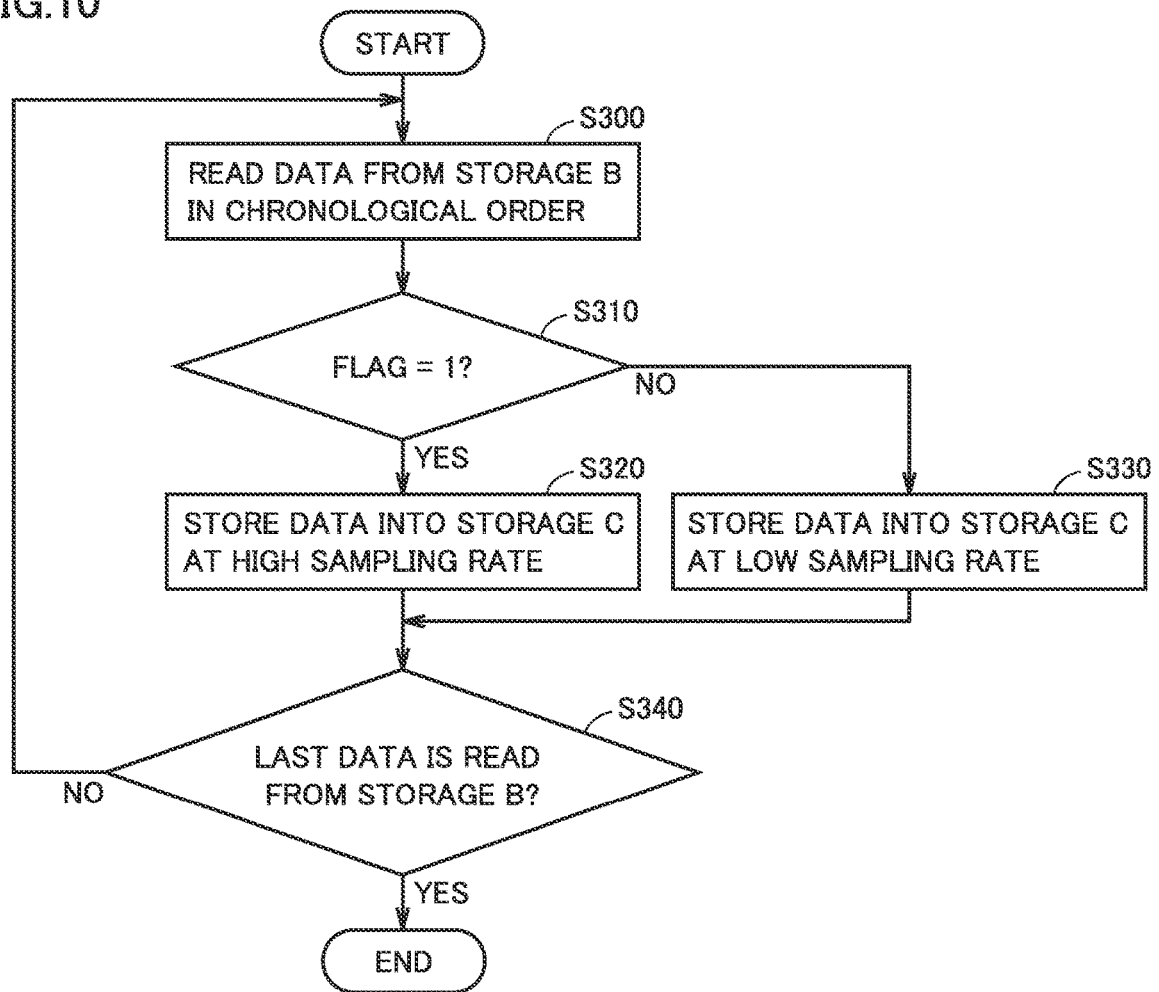 IG.10
START
S300
READ DATA FROM STORAGE B
IN CHRONOLOGICAL ORDER
S310
FLAG = 1?
NO
YES
S320
STORE DATA INTO STORAGE C
AT HIGH SAMPLING RATE
S330
STORE DATA INTO STORAGE C
AT LOW SAMPLING RATE
S340
LAST DATA IS READ
FROM STORAGE B?
NO
YES
END